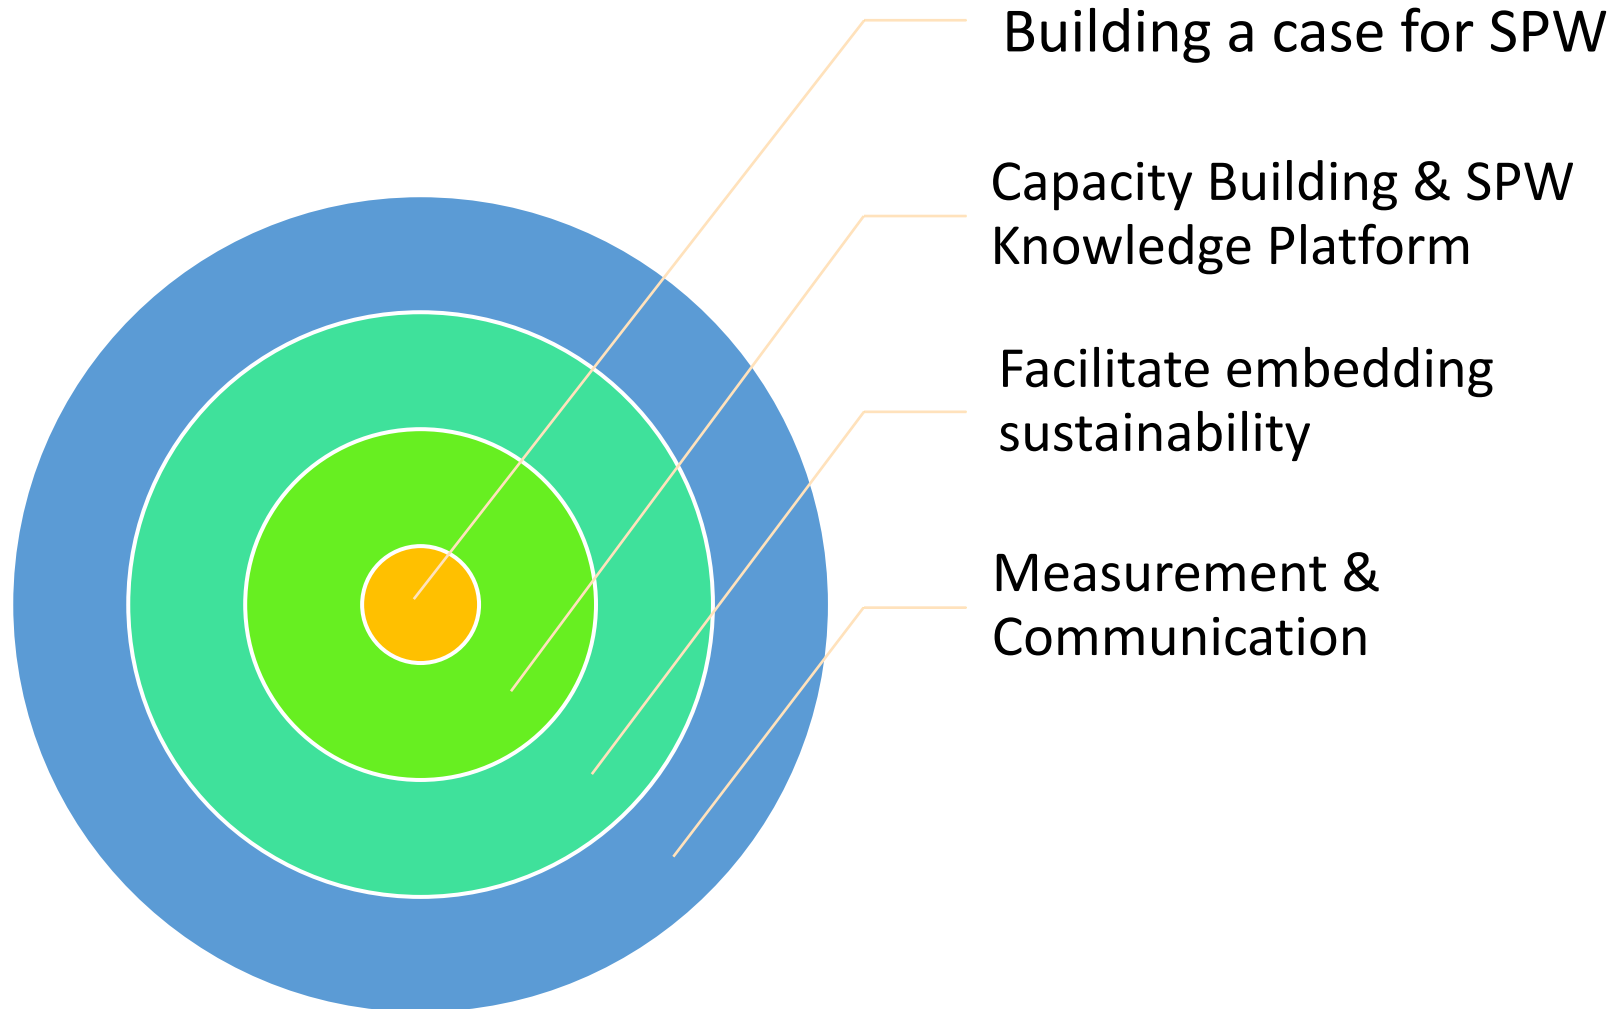 Building a case for SPW
Capacity Building & SPW
Knowledge Platform
Facilitate embedding
sustainability
Measurement &
Communication